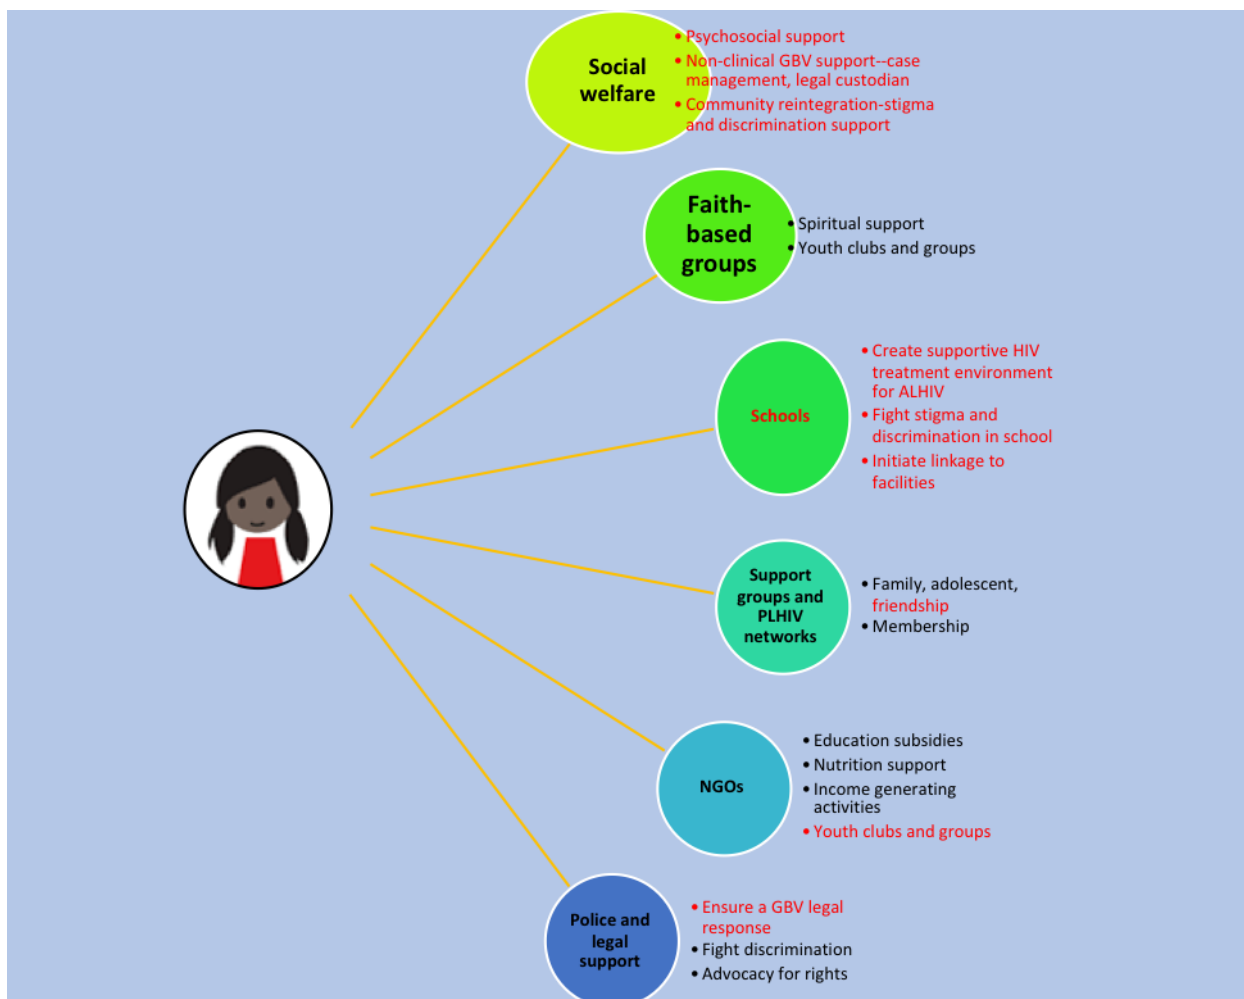 Social
welfare
• Psychosocial support
• Non-clinical GBV support--case
management, legal custodian
• Community reintegration-stigma
and discrimination support
Faith-
based
groups
• Spiritual support
• Youth clubs and groups
Schools
• Create supportive HIV
treatment environment
for ALHIV
• Fight stigma and
discrimination in school
• Initiate linkage to
facilities
Support
groups and
PLHIV
networks
• Family, adolescent,
friendship
• Membership
NGOs
• Education subsidies
• Nutrition support
• Income generating
activities
• Youth clubs and groups
Police and
legal
support
• Ensure a GBV legal
response
• Fight discrimination
• Advocacy for rights